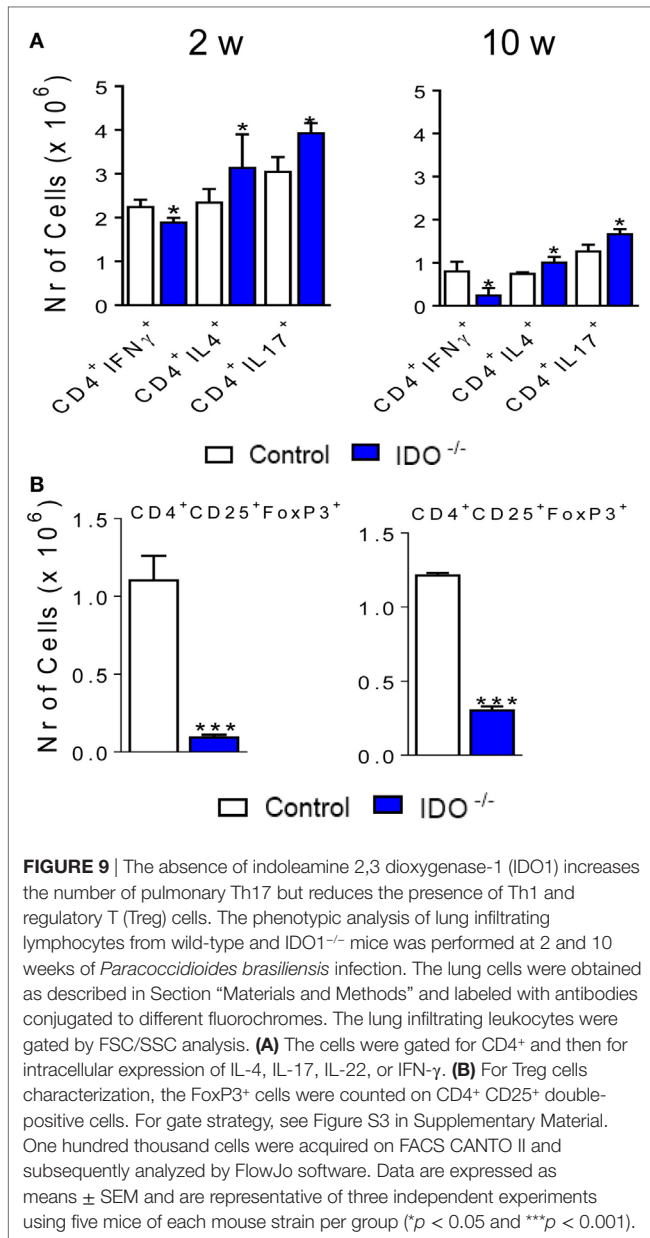 A
2 w
10 w
Nr of Cells (x 10⁶)
5
4
3
2
1
0
*
*
*
CD4⁺ IFNγ⁺
CD4⁺ IL4⁺
CD4⁺ IL17⁺
5
4
3
2
1
0
*
*
*
CD4⁺ IFNγ⁺
CD4⁺ IL4⁺
CD4⁺ IL17⁺
Control IDO ⁻/⁻
B
Nr of Cells (x 10⁶)
CD4⁺CD25⁺FoxP3⁺
1.5
1.0
0.5
0.0
***
CD4⁺CD25⁺FoxP3⁺
1.5
1.0
0.5
0.0
***
Control IDO ⁻/⁻
FIGURE 9 | The absence of indoleamine 2,3 dioxygenase-1 (IDO1) increases
the number of pulmonary Th17 but reduces the presence of Th1 and
regulatory T (Treg) cells. The phenotypic analysis of lung infiltrating
lymphocytes from wild-type and IDO1⁻/⁻ mice was performed at 2 and 10
weeks of Paracoccidioides brasiliensis infection. The lung cells were obtained
as described in Section “Materials and Methods” and labeled with antibodies
conjugated to different fluorochromes. The lung infiltrating leukocytes were
gated by FSC/SSC analysis. (A) The cells were gated for CD4⁺ and then for
intracellular expression of IL-4, IL-17, IL-22, or IFN-γ. (B) For Treg cells
characterization, the FoxP3⁺ cells were counted on CD4⁺ CD25⁺ double-
positive cells. For gate strategy, see Figure S3 in Supplementary Material.
One hundred thousand cells were acquired on FACS CANTO II and
subsequently analyzed by FlowJo software. Data are expressed as
means ± SEM and are representative of three independent experiments
using five mice of each mouse strain per group (*p < 0.05 and ***p < 0.001).